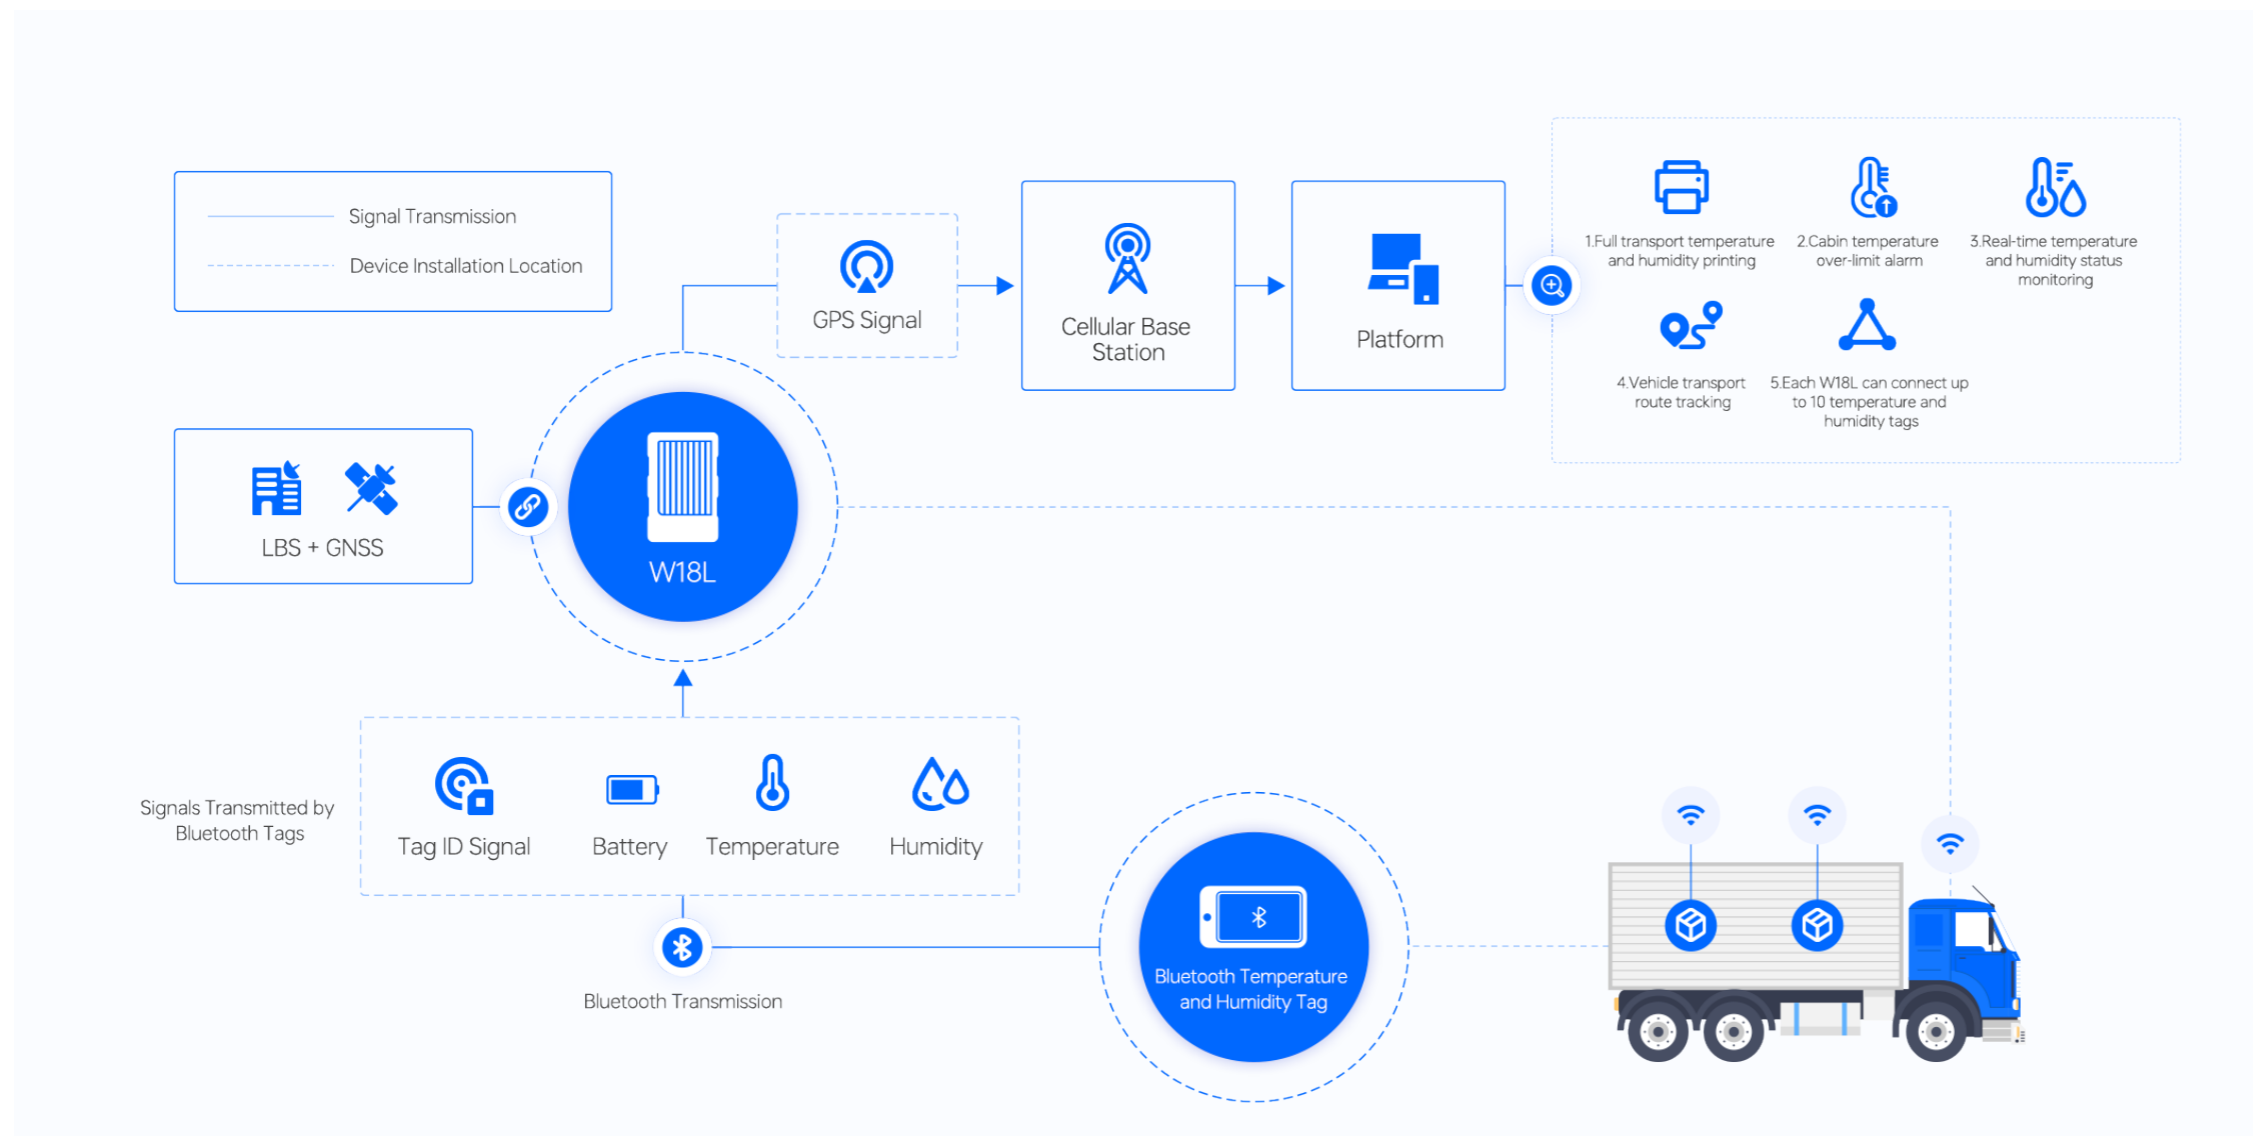 Signal Transmission
Device Installation Location
GPS Signal
Cellular Base
Station
Platform
1.Full transport temperature
and humidity printing
2.Cabin temperature
over-limit alarm
3.Real-time temperature
and humidity status
monitoring
4.Vehicle transport
route tracking
5.Each W18L can connect up
to 10 temperature and
humidity tags
LBS + GNSS
W18L
Signals Transmitted by
Bluetooth Tags
Tag ID Signal
Battery
Temperature
Humidity
Bluetooth Transmission
Bluetooth Temperature
and Humidity Tag